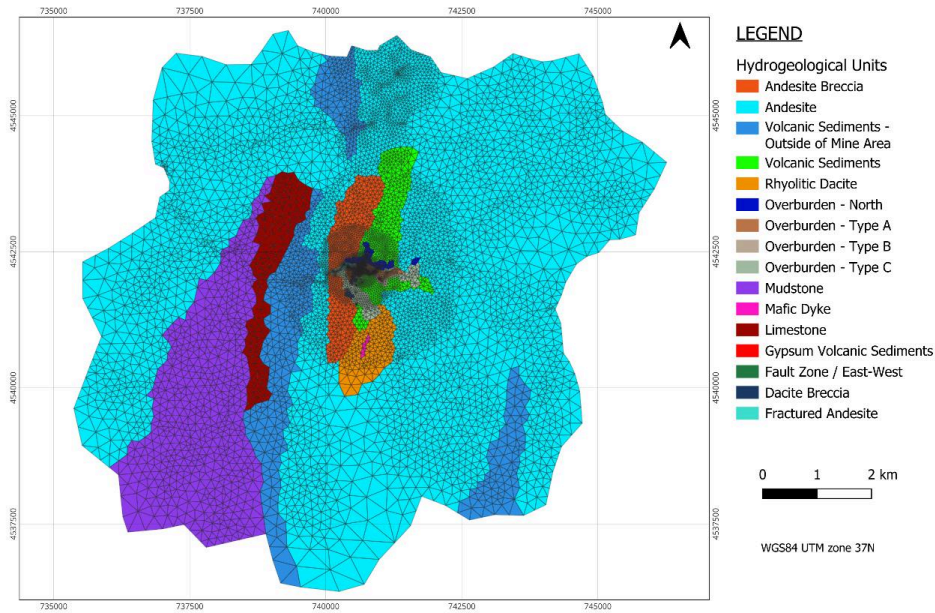 735000
737500
740000
742500
745000
4545000
4545000
4542500
4542500
4540000
4540000
4537500
4537500
735000
737500
740000
742500
745000
LEGEND
Hydrogeological Units
Andesite Breccia
Andesite
Volcanic Sediments -
Outside of Mine Area
Volcanic Sediments
Rhyolitic Dacite
Overburden - North
Overburden - Type A
Overburden - Type B
Overburden - Type C
Mudstone
Mafic Dyke
Limestone
Gypsum Volcanic Sediments
Fault Zone / East-West
Dacite Breccia
Fractured Andesite
0 1 2 km
WGS84 UTM zone 37N